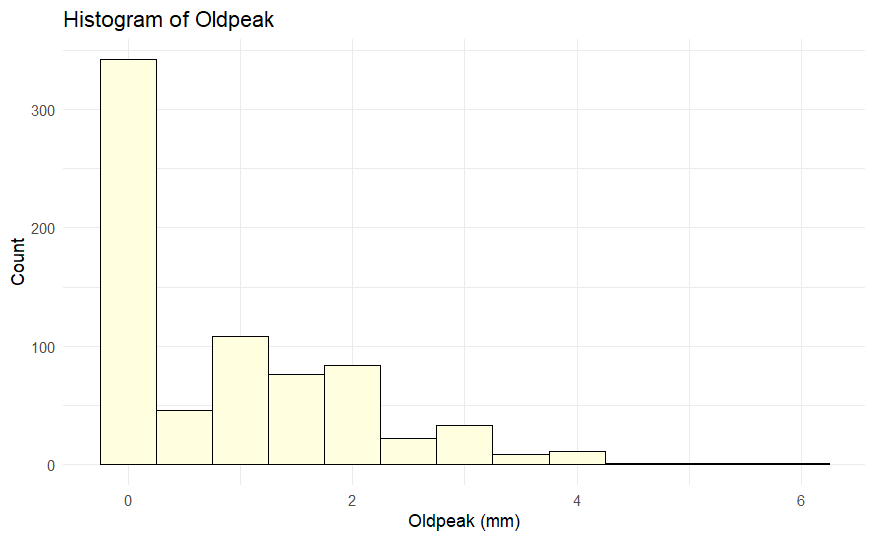 Histogram of Oldpeak
300
200
100
0
Count
0 2 4 6
Oldpeak (mm)